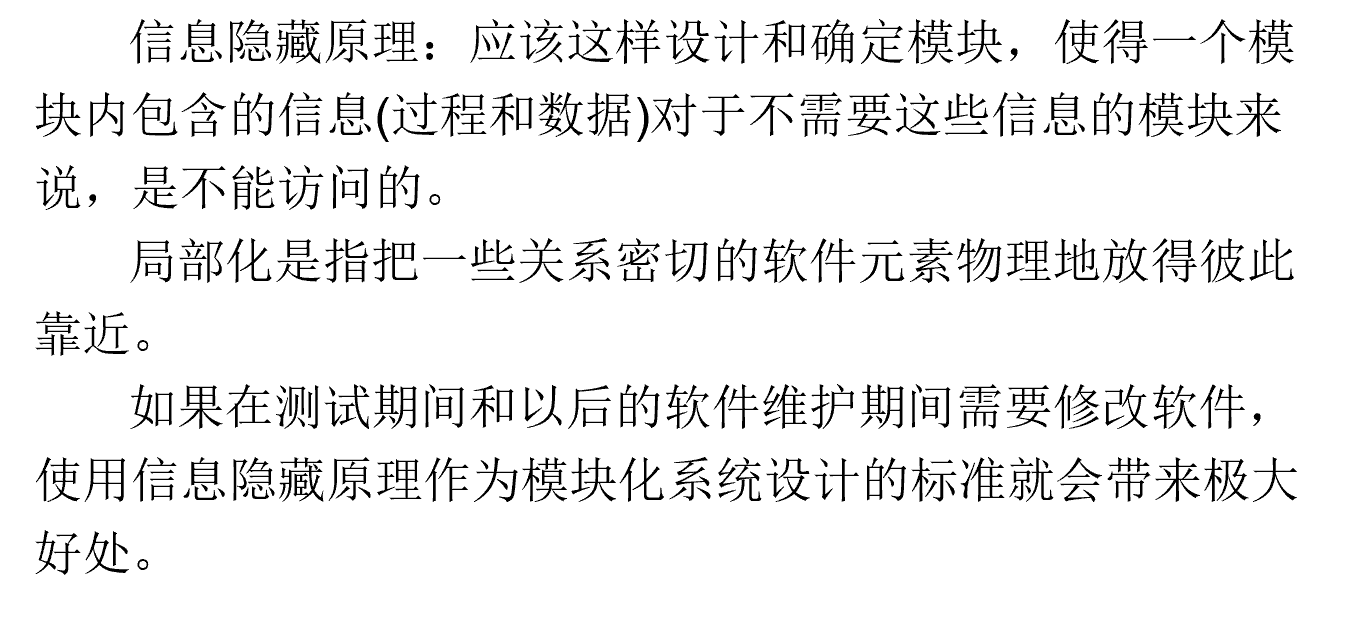 信息隐藏原理：应该这样设计和确定模块，使得一个模
块内包含的信息(过程和数据)对于不需要这些信息的模块来
说，是不能访问的。
局部化是指把一些关系密切的软件元素物理地放得彼此
靠近。
如果在测试期间和以后的软件维护期间需要修改软件，
使用信息隐藏原理作为模块化系统设计的标准就会带来极大
好处。